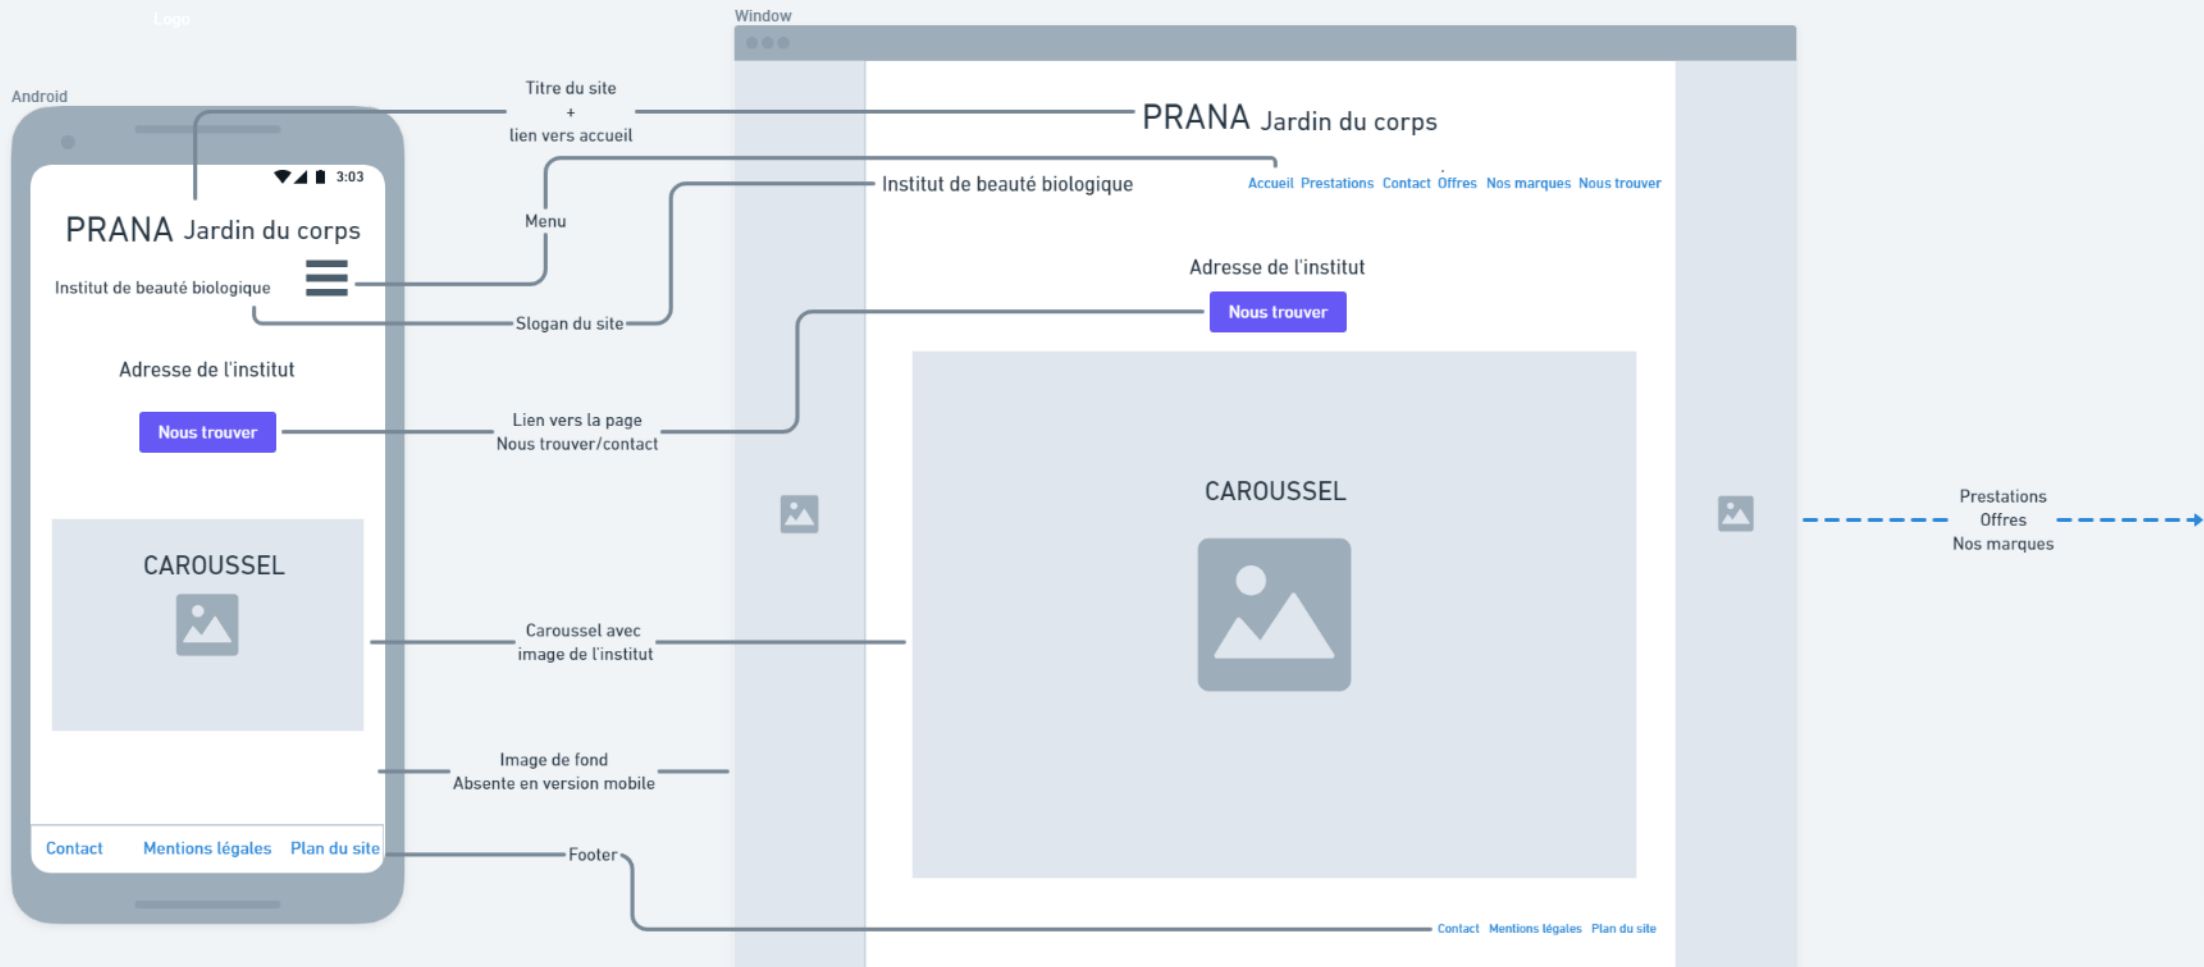 Logo
Window
Android
3:03
PRANA Jardin du corps
Institut de beauté biologique
Adresse de l'institut
Nous trouver
CAROUSSEL
Contact Mentions légales Plan du site
Titre du site
+
lien vers accueil
Menu
Slogan du site
Lien vers la page
Nous trouver/contact
Caroussel avec
image de l'institut
Image de fond
Absente en version mobile
Footer
PRANA Jardin du corps
Institut de beauté biologique
Accueil Prestations Contact Offres Nos marques Nous trouver
Adresse de l'institut
Nous trouver
CAROUSSEL
Contact Mentions légales Plan du site
Prestations
Offres
Nos marques